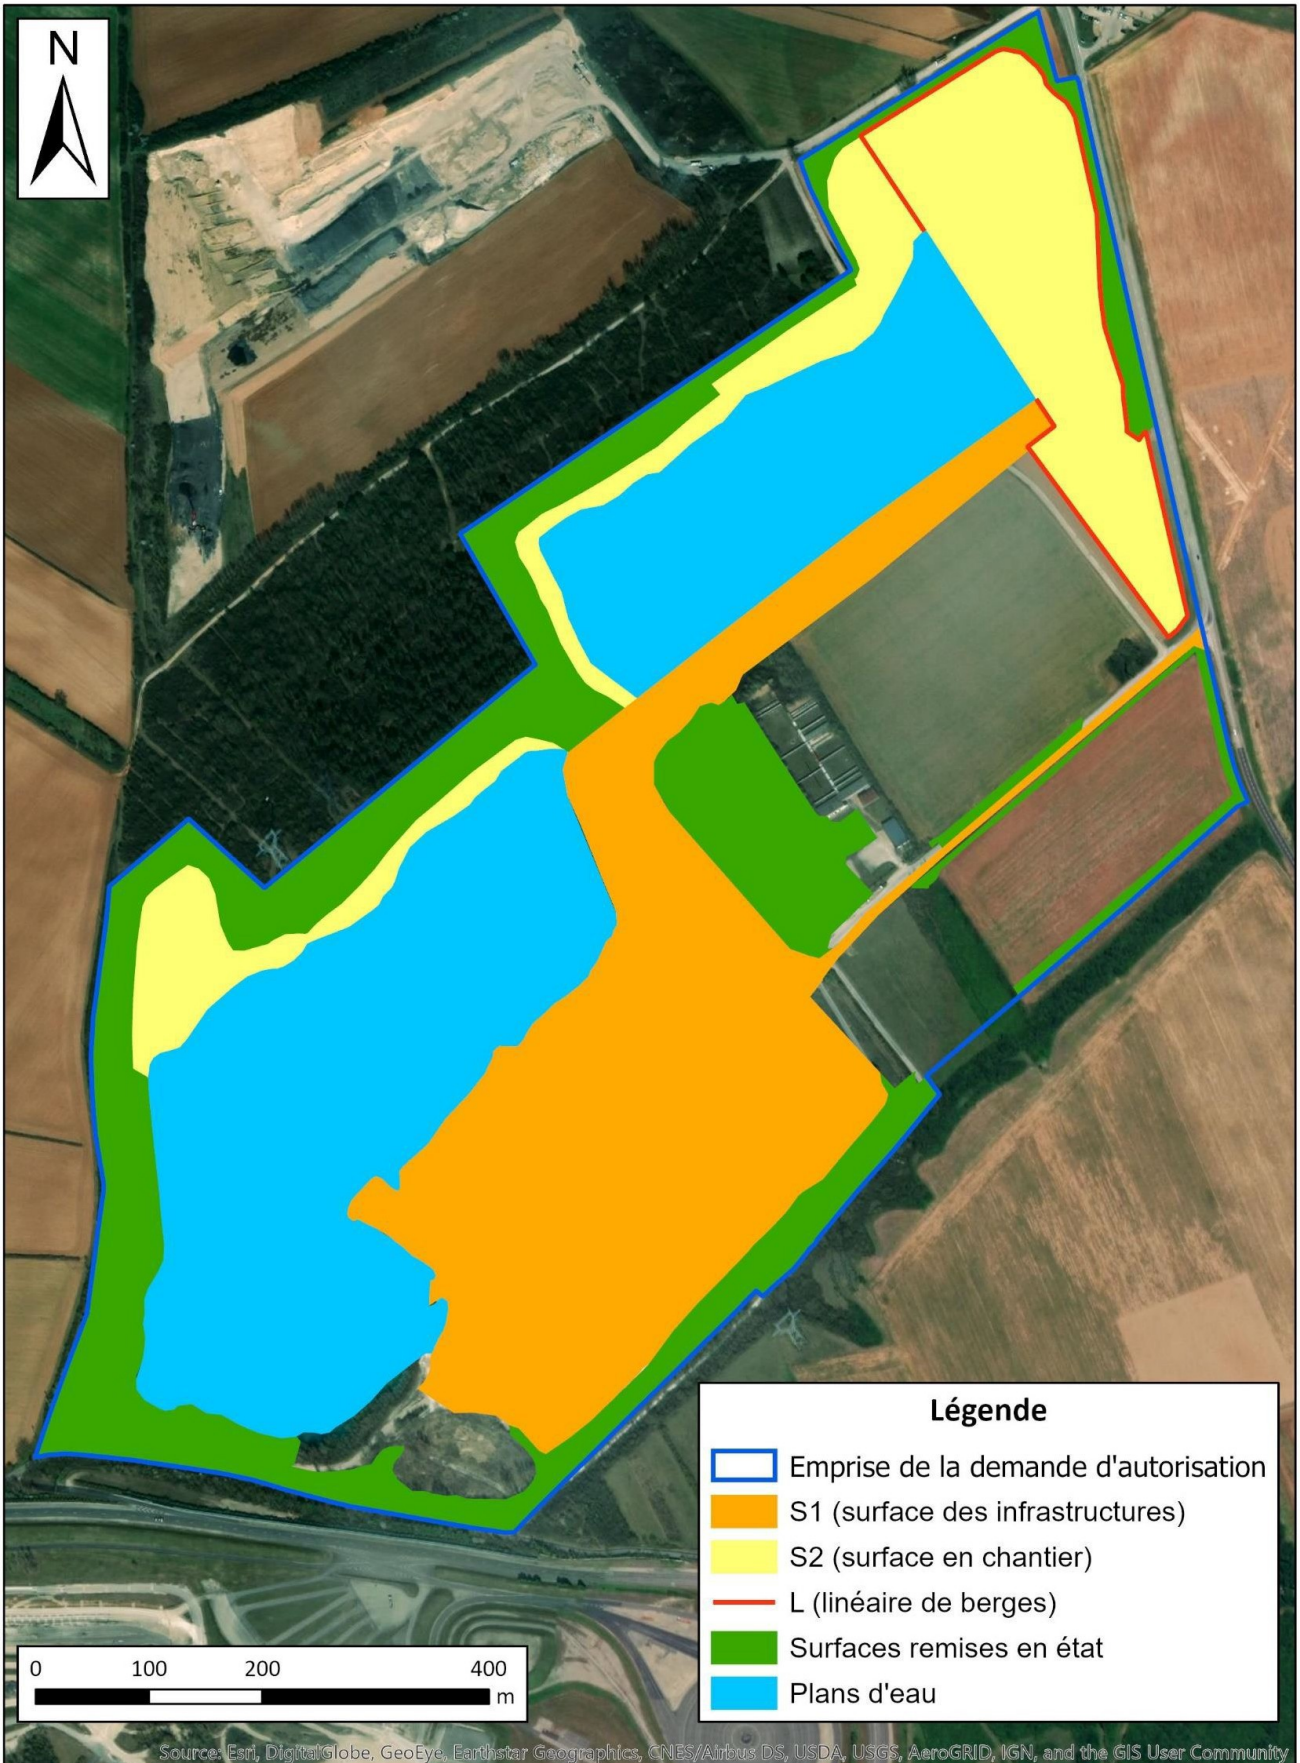 N
Légende
Emprise de la demande d'autorisation
S1 (surface des infrastructures)
S2 (surface en chantier)
L (linéaire de berges)
Surfaces remises en état
Plans d'eau
0 100 200 400
m
Source: Esri, DigitalGlobe, GeoEye, Earthstar Geographics, CNES/Airbus DS, USDA, USGS, AeroGRID, IGN, and the GIS User Community